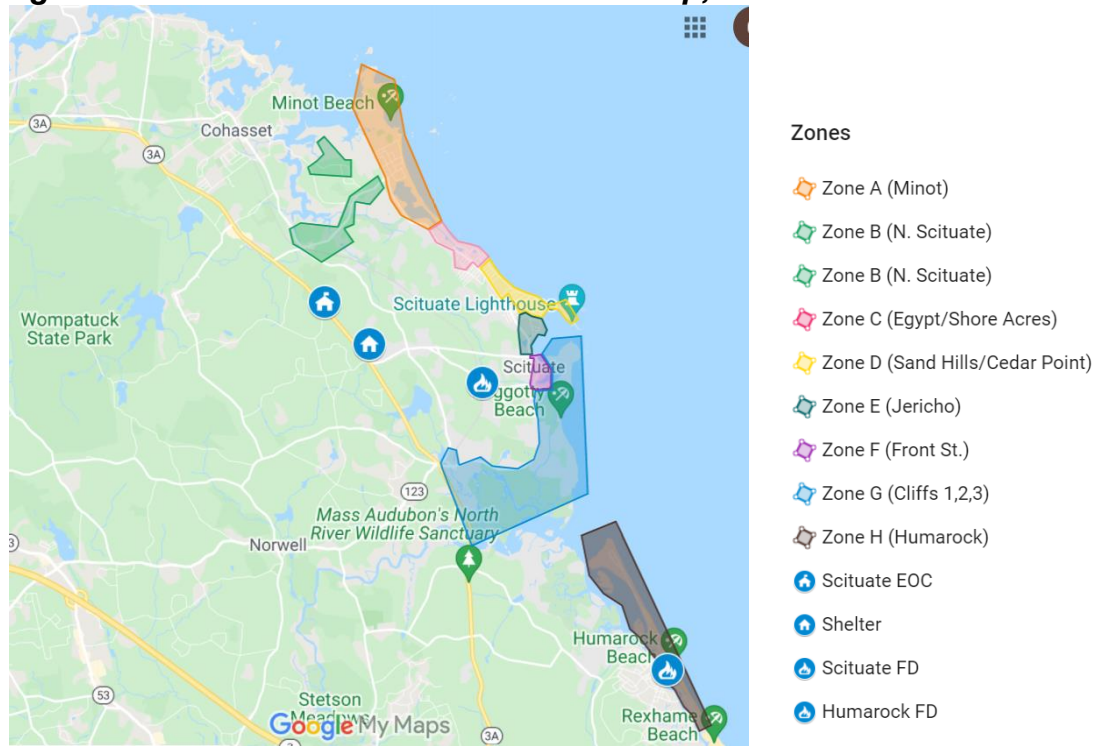 Minot Beach
Cohasset
3A
3A
Scituate Lighthouse
Wompatuck
State Park
Scituate
ggotty
Beach
123
Mass Audubon's North
River Wildlife Sanctuary
Norwell
3
Humarock
Beach
53
Stetson
Meadows
Google My Maps
3A
3
Rexhame
Beach
Zones
Zone A (Minot)
Zone B (N. Scituate)
Zone B (N. Scituate)
Zone C (Egypt/Shore Acres)
Zone D (Sand Hills/Cedar Point)
Zone E (Jericho)
Zone F (Front St.)
Zone G (Cliffs 1,2,3)
Zone H (Humarock)
Scituate EOC
Shelter
Scituate FD
Humarock FD